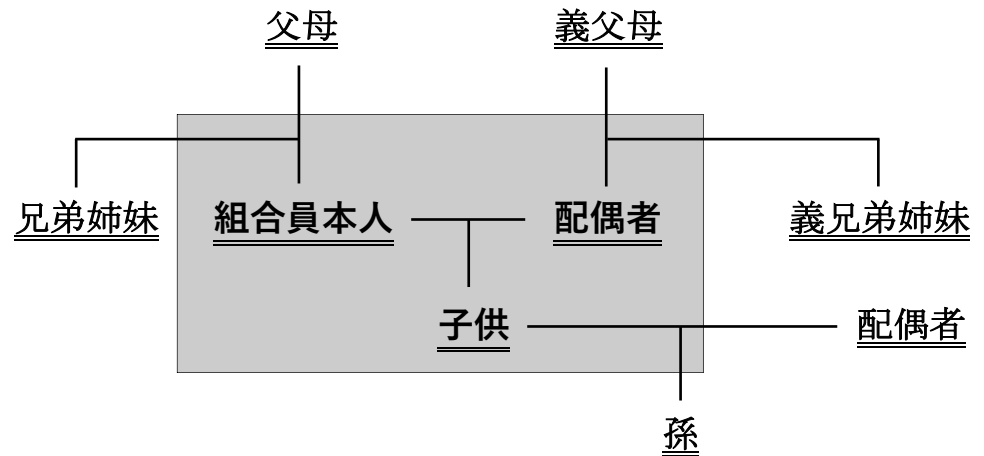 父母
義父母
兄弟姉妹
組合員本人
配偶者
義兄弟姉妹
子供
配偶者
孫